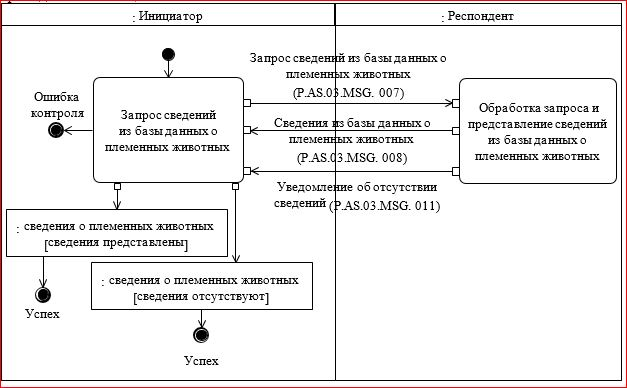 : Инициатор
: Респондент
Запрос сведений из базы данных о
племенных животных
(P.AS.03.MSG. 007)
Ошибка
контроля
Запрос сведений
из базы данных о
племенных животных
Сведения из базы данных о
племенных животных
(P.AS.03.MSG. 008)
Обработка запроса и
представление сведений
из базы данных о
племенных животных
Уведомление об отсутствии
сведений (P.AS.03.MSG. 011)
: сведения о племенных животных
[сведения представлены]
: сведения о племенных животных
[сведения отсутствуют]
Успех
Успех